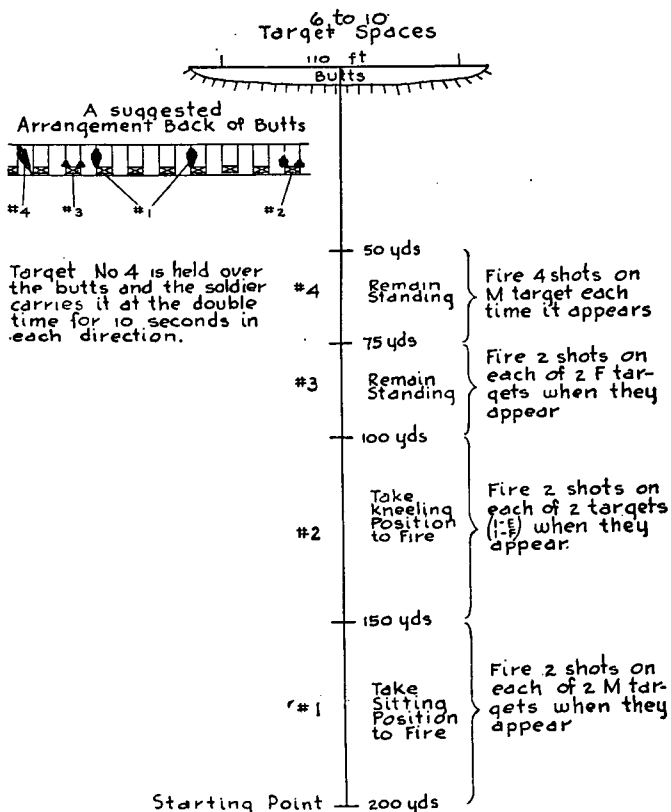 6 to 10
Target Spaces
110 ft
Butts
A suggested
Arrangement Back of Butts
#4 #3 #1 #2
Target No 4 is held over
the butts and the soldier
carries it at the double
time for 10 seconds in
each direction.
50 yds
#4
Remain
Standing
Fire 4 shots on
M target each
time it appears
75 yds
#3
Remain
Standing
Fire 2 shots on
each of 2 F tar-
gets when they
appear
100 yds
#2
Take
kneeling
Position
to Fire
Fire 2 shots on
each of 2 targets
(1-E
1-F) when they
appear.
150 yds
#1
Take
Sitting
Position
to Fire
Fire 2 shots on
each of 2 M tar-
gets when they
appear
Starting Point 200 yds